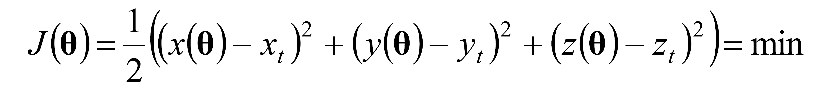 J(θ) = 1/2 ((x(θ) − x_t)² + (y(θ) − y_t)² + (z(θ) − z_t)²) = min